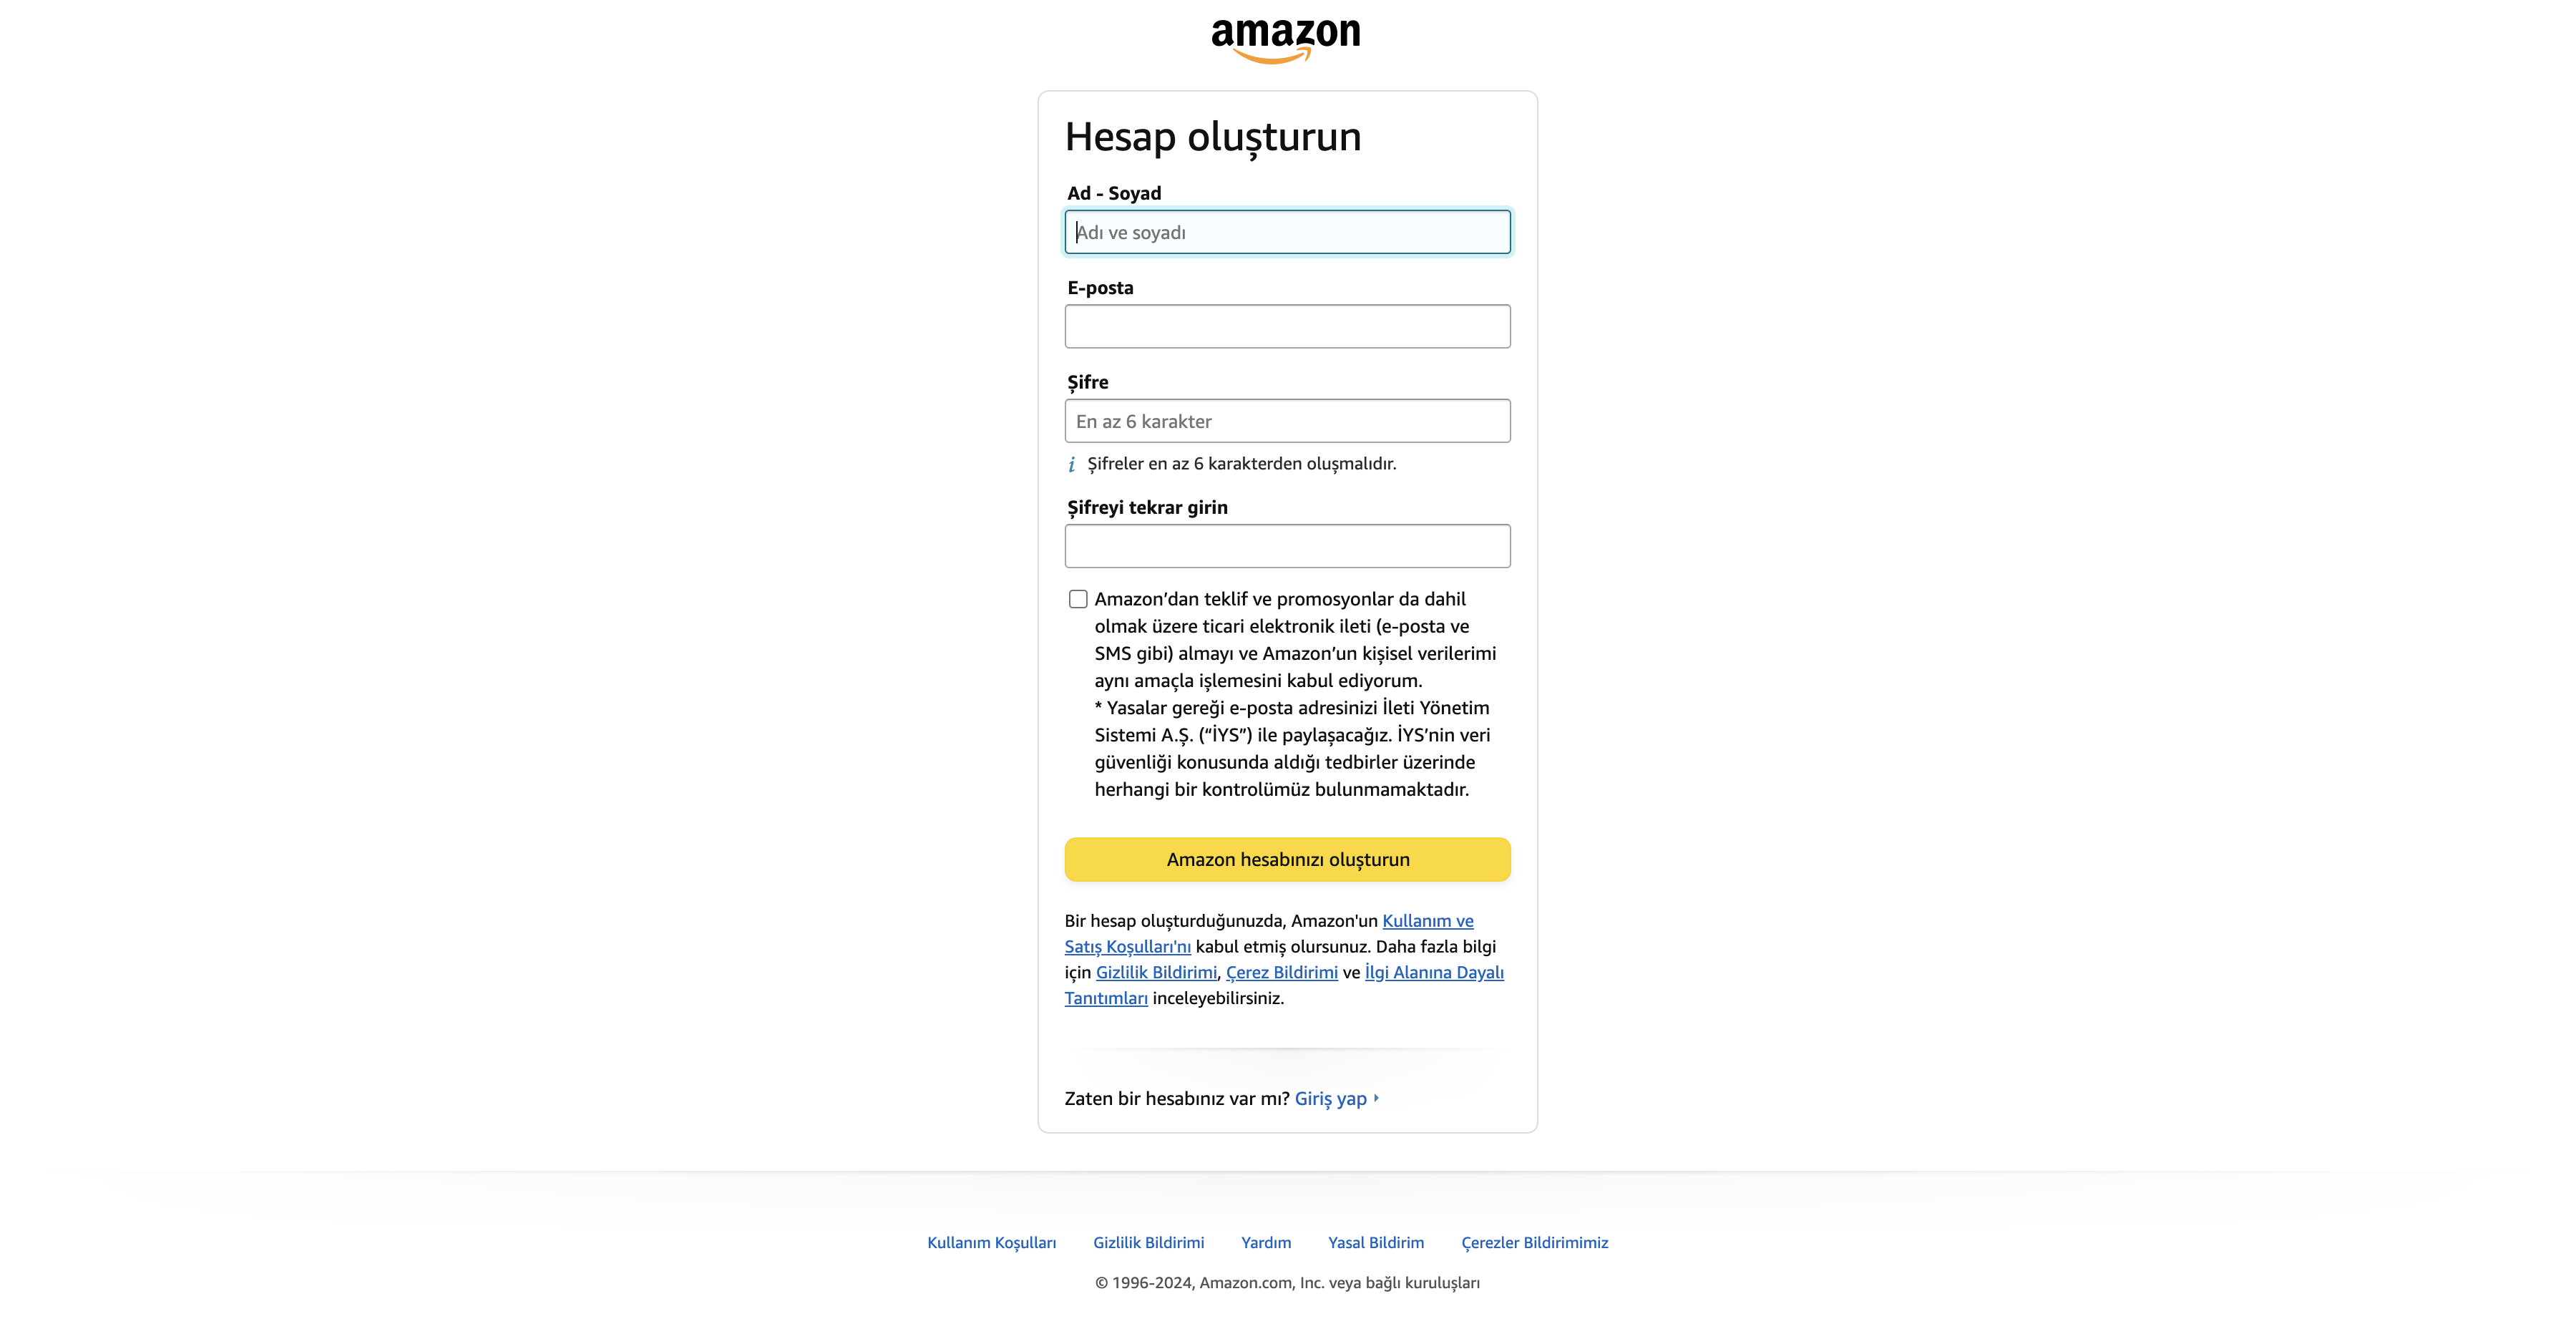 amazon
Hesap oluşturun
Ad - Soyad
Adı ve soyadı
E-posta
Şifre
En az 6 karakter
i Şifreler en az 6 karakterden oluşmalıdır.
Şifreyi tekrar girin
Amazon’dan teklif ve promosyonlar da dahil
olmak üzere ticari elektronik ileti (e-posta ve
SMS gibi) almayı ve Amazon’un kişisel verilerimi
aynı amaçla işlemesini kabul ediyorum.
* Yasalar gereği e-posta adresinizi İleti Yönetim
Sistemi A.Ş. (“İYS”) ile paylaşacağız. İYS’nin veri
güvenliği konusunda aldığı tedbirler üzerinde
herhangi bir kontrolümüz bulunmamaktadır.
Amazon hesabınızı oluşturun
Bir hesap oluşturduğunuzda, Amazon'un Kullanım ve
Satış Koşulları'nı kabul etmiş olursunuz. Daha fazla bilgi
için Gizlilik Bildirimi, Çerez Bildirimi ve İlgi Alanına Dayalı
Tanıtımları inceleyebilirsiniz.
Zaten bir hesabınız var mı? Giriş yap
Kullanım Koşulları Gizlilik Bildirimi Yardım Yasal Bildirim Çerezler Bildirimimiz
© 1996-2024, Amazon.com, Inc. veya bağlı kuruluşları